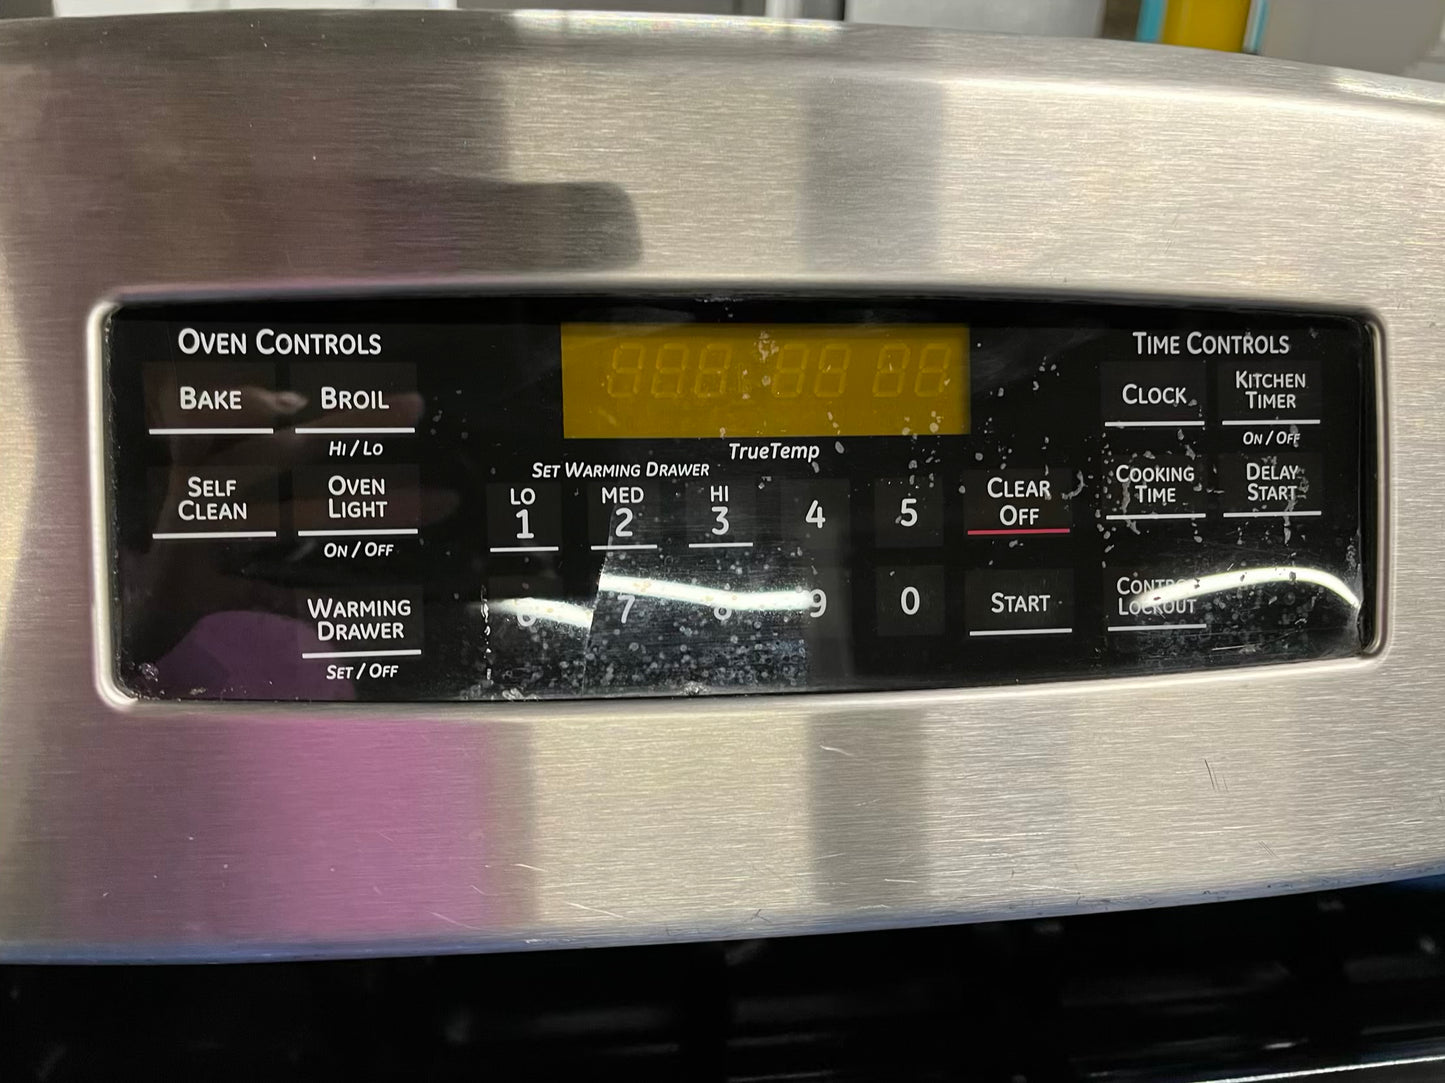 OVEN CONTROLS
BAKE
BROIL
HI / LO
SELF
CLEAN
OVEN
LIGHT
ON / OFF
WARMING
DRAWER
SET / OFF
TrueTemp
SET WARMING DRAWER
LO
1
MED
2
HI
3
4
5
6
7
8
9
0
CLEAR
OFF
START
TIME CONTROLS
CLOCK
KITCHEN
TIMER
ON / OFF
COOKING
TIME
DELAY
START
CONTROL
LOCKOUT